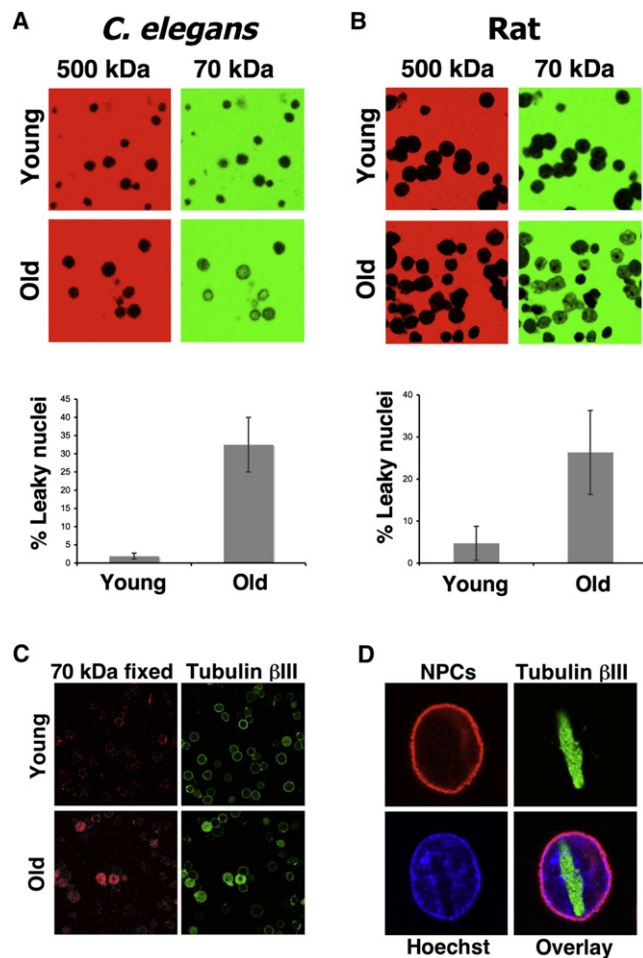 A C. elegans
500 kDa 70 kDa
Young
Old
% Leaky nuclei
45
40
35
30
25
20
15
10
5
0
Young Old
B Rat
500 kDa 70 kDa
Young
Old
% Leaky nuclei
40
30
20
10
0
Young Old
C
70 kDa fixed Tubulin βIII
Young
Old
D
NPCs Tubulin βIII
Hoechst Overlay